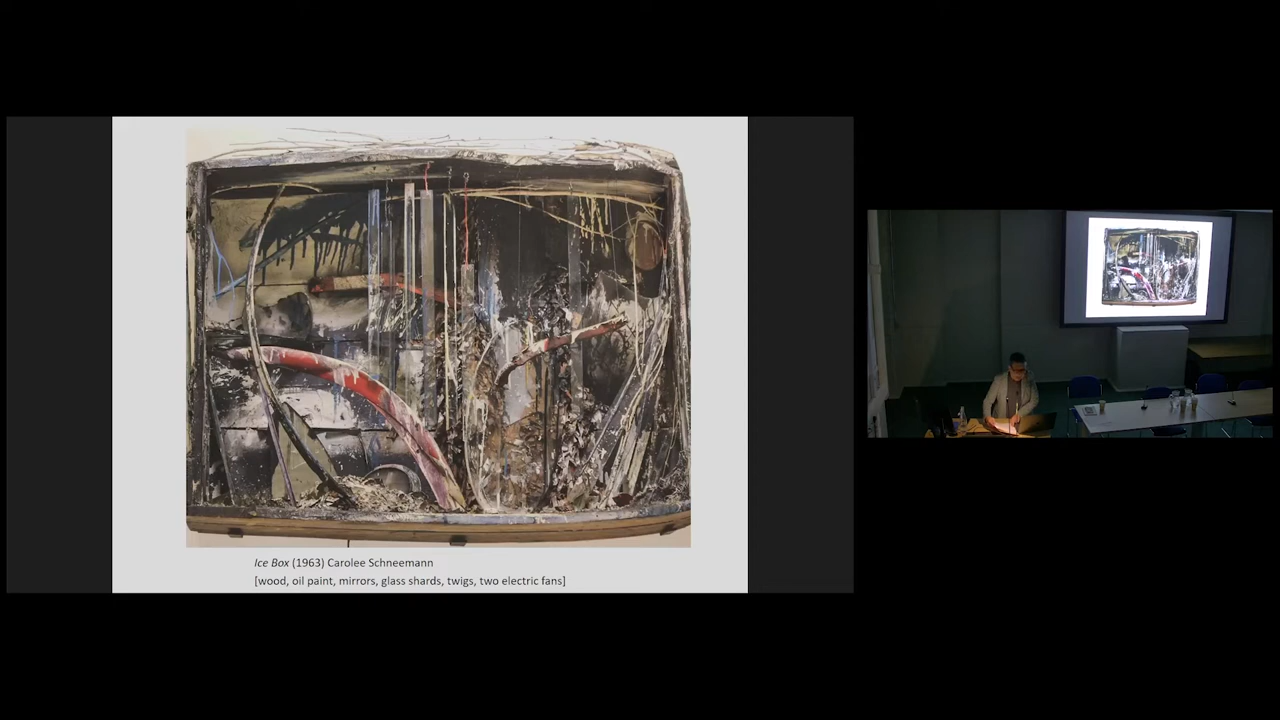 Ice Box (1963) Carolee Schneemann
[wood, oil paint, mirrors, glass shards, twigs, two electric fans]